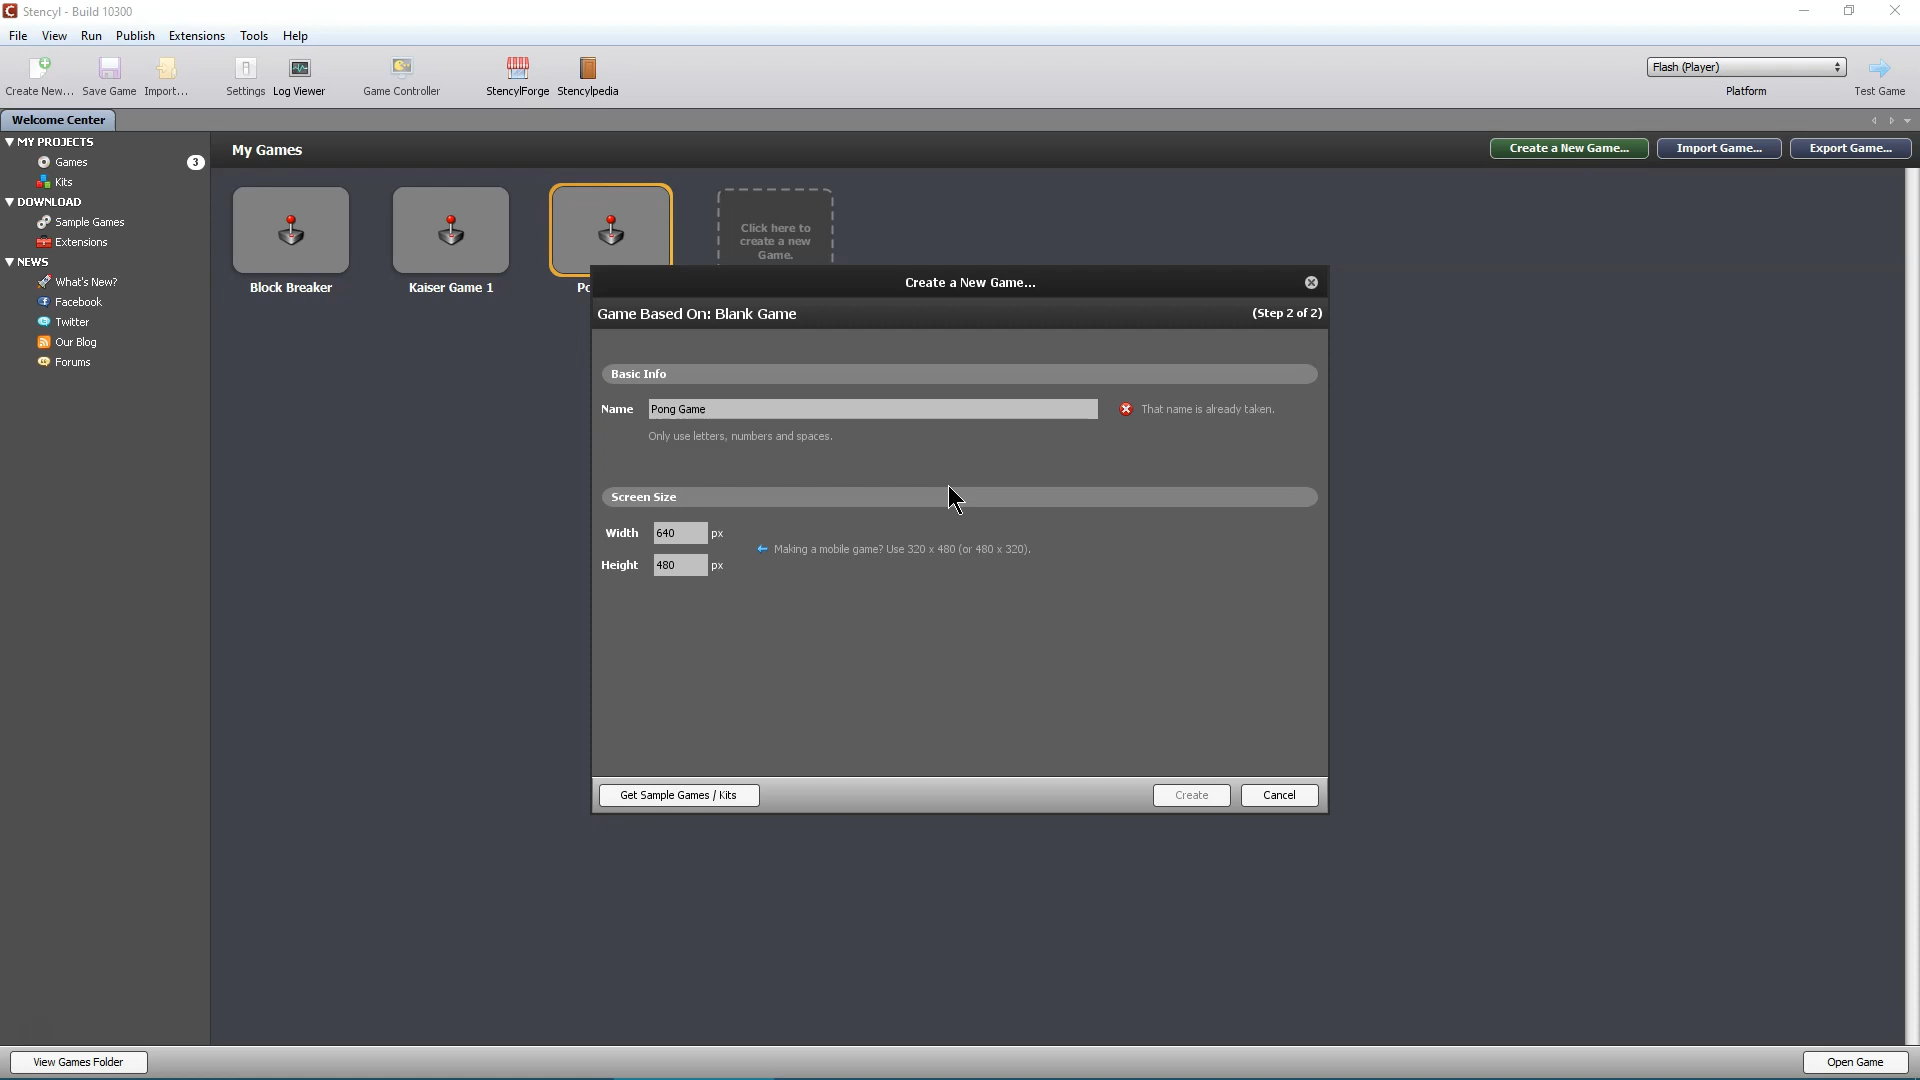 Stencyl - Build 10300
File View Run Publish Extensions Tools Help
Create New... Save Game Import... Settings Log Viewer Game Controller StencylForge Stencylpedia
Flash (Player)
Platform
Test Game
Welcome Center
MY PROJECTS
Games 3
Kits
DOWNLOAD
Sample Games
Extensions
NEWS
What's New?
Facebook
Twitter
Our Blog
Forums
My Games
Create a New Game... Import Game... Export Game...
Click here to
create a new
Game.
Block Breaker Kaiser Game 1
Create a New Game...
Game Based On: Blank Game (Step 2 of 2)
Basic Info
Name Pong Game That name is already taken.
Only use letters, numbers and spaces.
Screen Size
Width 640 px
Making a mobile game? Use 320 x 480 (or 480 x 320).
Height 480 px
Get Sample Games / Kits Create Cancel
View Games Folder Open Game